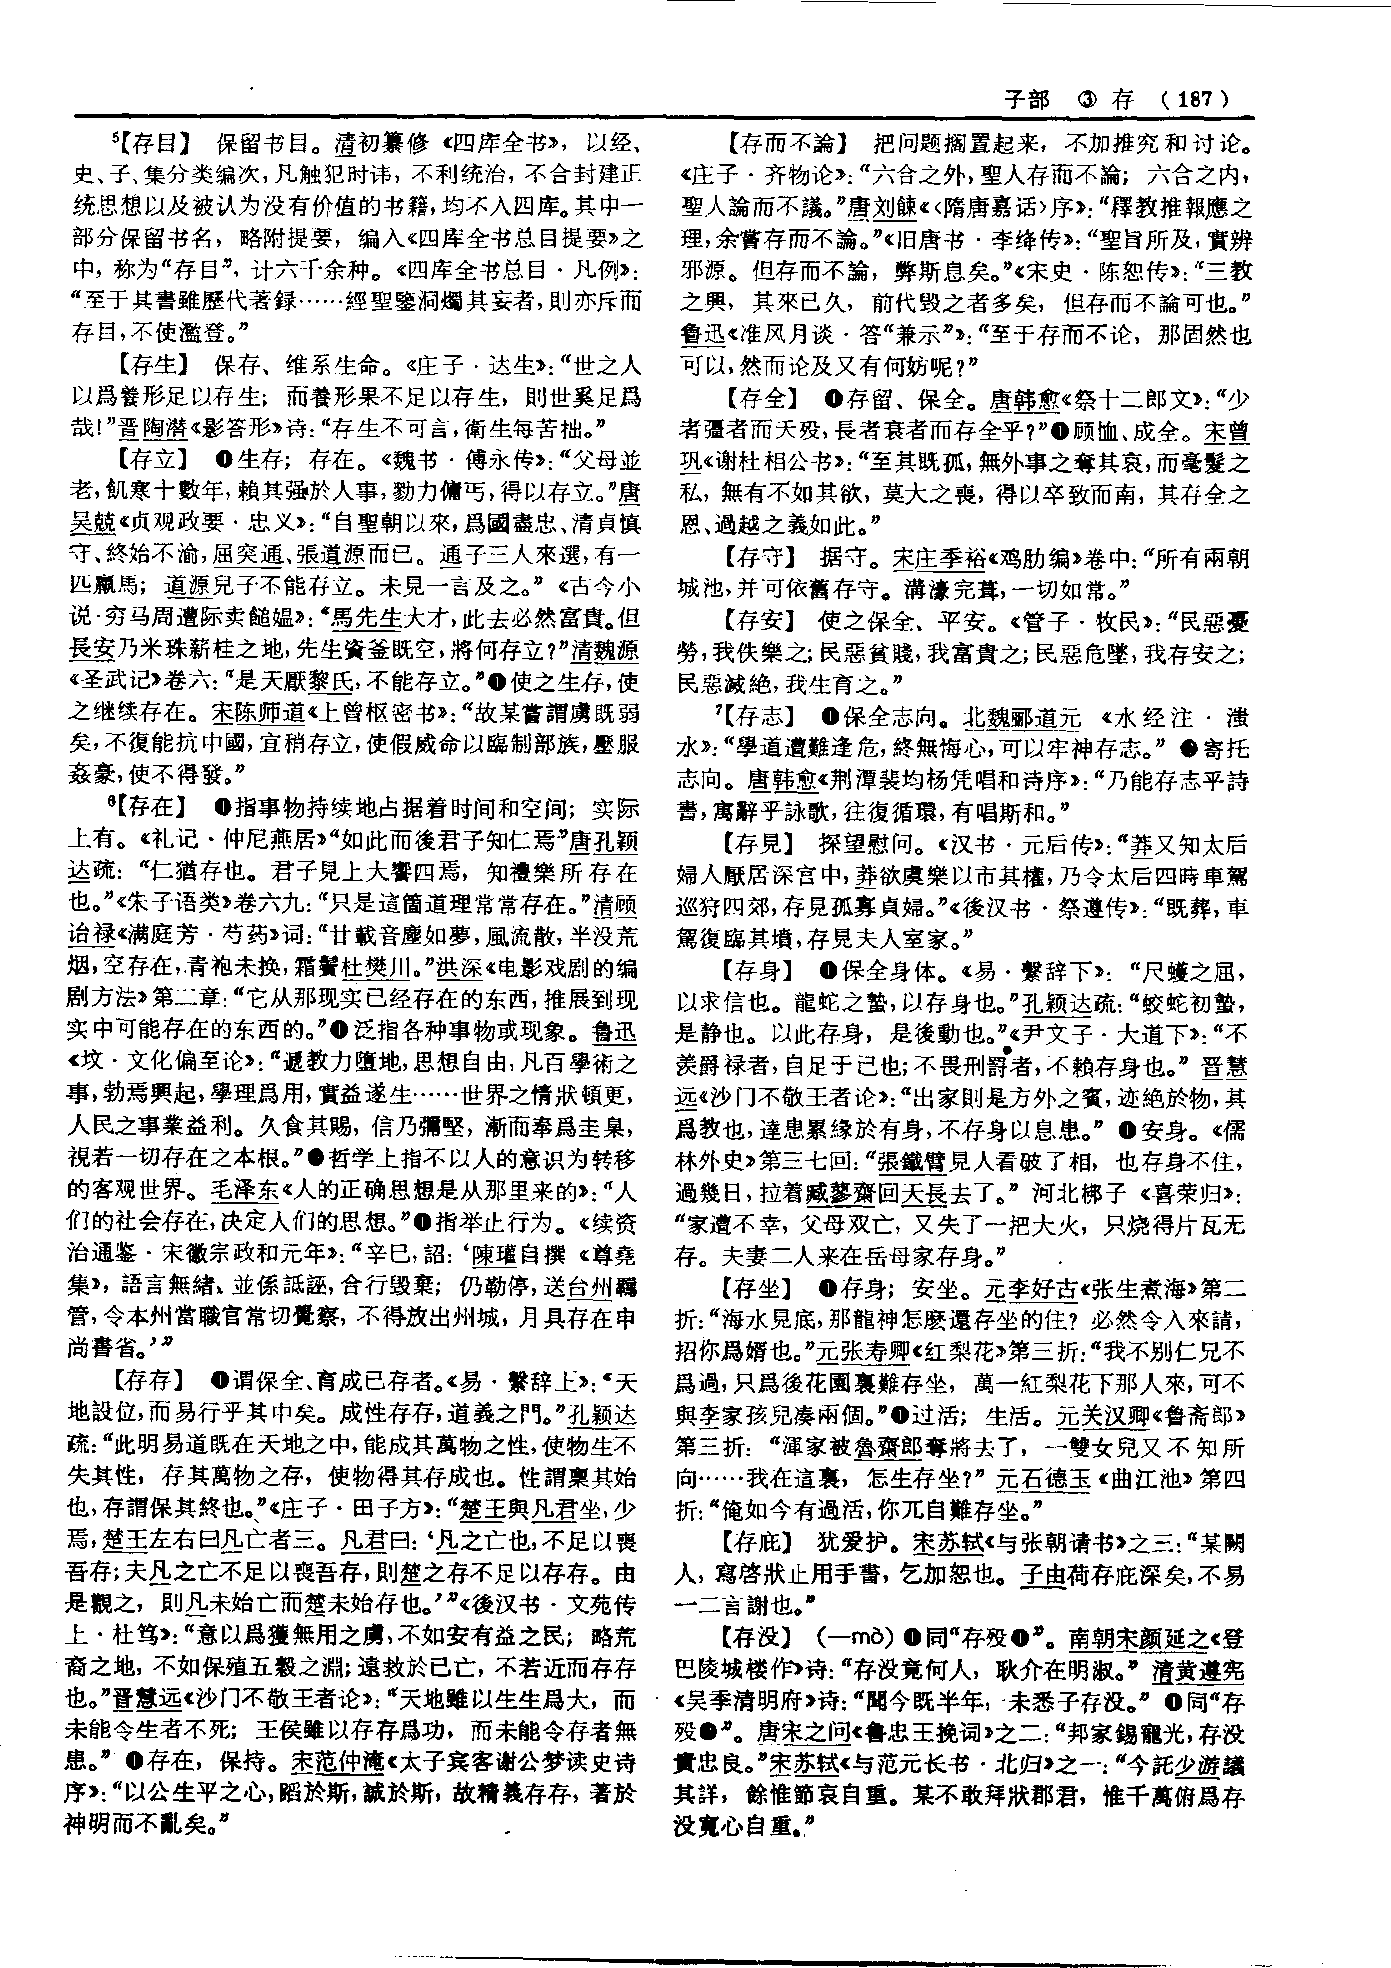 子部 ③ 存 （187）
⁵【存目】 保留书目。清初纂修《四库全书》，以经、
史、子、集分类编次，凡触犯时讳，不利统治，不合封建正
统思想以及被认为没有价值的书籍，均不入四库。其中一
部分保留书名，略附提要，编入《四库全书总目提要》之
中，称为“存目”，计六千余种。《四库全书总目·凡例》：
“至于其書雖歷代著録……經聖鑒洞燭其妄者，則亦斥而
存目，不使濫登。”
【存生】 保存、维系生命。《庄子·达生》：“世之人
以爲養形足以存生；而養形果不足以存生，則世奚足爲
哉！”晋陶潜《影答形》诗：“存生不可言，衛生每苦拙。”
【存立】 ❶生存；存在。《魏书·傅永传》：“父母並
老，飢寒十數年，賴其强於人事，勠力傭丐，得以存立。”唐
吴兢《贞观政要·忠义》：“自聖朝以來，爲國盡忠、清貞慎
守、終始不渝，屈突通、張道源而已。通子三人來選，有一
匹羸馬；道源兒子不能存立。未見一言及之。”《古今小
说·穷马周遭际卖䭔媪》：“馬先生大才，此去必然富貴。但
長安乃米珠薪桂之地，先生資釜既空，將何存立？”清魏源
《圣武记》卷六：“是天厭黎氏，不能存立。”❶使之生存，使
之继续存在。宋陈师道《上曾枢密书》：“故某嘗謂虜既弱
矣，不復能抗中國，宜稍存立，使假威命以臨制部族，壓服
姦豪，使不得發。”
⁶【存在】 ❶指事物持续地占据着时间和空间；实际
上有。《礼记·仲尼燕居》“如此而後君子知仁焉”唐孔颖
达疏：“仁猶存也。君子見上大饗四焉，知禮樂所存在
也。”《朱子语类》卷六九：“只是這箇道理常常存在。”清顾
诒禄《满庭芳·芍药》词：“廿載音塵如夢，風流散，半没荒
烟，空存在，青袍未换，霜鬢杜樊川。”洪深《电影戏剧的编
剧方法》第二章：“它从那现实已经存在的东西，推展到现
实中可能存在的东西的。”❶泛指各种事物或现象。鲁迅
《坟·文化偏至论》：“遞教力墮地，思想自由，凡百學術之
事，勃焉興起，學理爲用，實益遂生……世界之情狀頓更，
人民之事業益利。久食其賜，信乃彌堅，漸而奉爲圭臬，
視若一切存在之本根。”❶哲学上指不以人的意识为转移
的客观世界。毛泽东《人的正确思想是从那里来的》：“人
们的社会存在，决定人们的思想。”❶指举止行为。《续资
治通鉴·宋徽宗政和元年》：“辛巳，詔：‘陳瓘自撰《尊堯
集》，語言無緒、並係詆誣，合行毁棄；仍勒停，送台州羈
管，令本州當職官常切覺察，不得放出州城，月具存在申
尚書省。’”
【存存】 ❶谓保全、育成已存者。《易·繫辞上》：“天
地設位，而易行乎其中矣。成性存存，道義之門。”孔颖达
疏：“此明易道既在天地之中，能成其萬物之性，使物生不
失其性，存其萬物之存，使物得其存成也。性謂稟其始
也，存謂保其終也。”《庄子·田子方》：“楚王與凡君坐，少
焉，楚王左右曰凡亡者三。凡君曰：‘凡之亡也，不足以喪
吾存；夫凡之亡不足以喪吾存，則楚之存不足以存存。由
是觀之，則凡未始亡而楚未始存也。’”《後汉书·文苑传
上·杜笃》：“意以爲獲無用之虜，不如安有益之民；略荒
裔之地，不如保殖五穀之淵；遠救於已亡，不若近而存存
也。”晋慧远《沙门不敬王者论》：“天地雖以生生爲大，而
未能令生者不死；王侯雖以存存爲功，而未能令存者無
患。”❶存在，保持。宋范仲淹《太子宾客谢公梦读史诗
序》：“以公生平之心，蹈於斯，誠於斯，故精義存存，著於
神明而不亂矣。”
【存而不論】 把问题搁置起来，不加推究和讨论。
《庄子·齐物论》：“六合之外，聖人存而不論；六合之内，
聖人論而不議。”唐刘餗《〈隋唐嘉话〉序》：“釋教推報應之
理，余嘗存而不論。”《旧唐书·李绛传》：“聖旨所及，實辨
邪源。但存而不論，弊斯息矣。”《宋史·陈恕传》：“三教
之興，其來已久，前代毁之者多矣，但存而不論可也。”
鲁迅《准风月谈·答“兼示”》：“至于存而不论，那固然也
可以，然而论及又有何妨呢？”
【存全】 ❶存留、保全。唐韩愈《祭十二郎文》：“少
者彊者而夭殁，長者衰者而存全乎？”❶顾恤、成全。宋曾
巩《谢杜相公书》：“至其既孤，無外事之奪其哀，而毫髮之
私，無有不如其欲，莫大之喪，得以卒致而南，其存全之
恩、過越之義如此。”
【存守】 据守。宋庄季裕《鸡肋编》卷中：“所有兩朝
城池，并可依舊存守。溝濠完葺，一切如常。”
【存安】 使之保全、平安。《管子·牧民》：“民惡憂
勞，我佚樂之；民惡貧賤，我富貴之；民惡危墜，我存安之；
民惡滅絶，我生育之。”
⁷【存志】 ❶保全志向。北魏郦道元《水经注·滍
水》：“學道遭難逢危，終無悔心，可以牢神存志。”❶寄托
志向。唐韩愈《荆潭裴均杨凭唱和诗序》：“乃能存志乎詩
書，寓辭乎詠歌，往復循環，有唱斯和。”
【存見】 探望慰问。《汉书·元后传》：“莽又知太后
婦人厭居深宫中，莽欲虞樂以市其權，乃令太后四時車駕
巡狩四郊，存見孤寡貞婦。”《後汉书·祭遵传》：“既葬，車
駕復臨其墳，存見夫人室家。”
【存身】 ❶保全身体。《易·繫辞下》：“尺蠖之屈，
以求信也。龍蛇之蟄，以存身也。”孔颖达疏：“蛟蛇初蟄，
是静也。以此存身，是後動也。”《尹文子·大道下》：“不
羡爵禄者，自足于己也；不畏刑罰者，不賴存身也。”晋慧
远《沙门不敬王者论》：“出家則是方外之賓，迹絶於物，其
爲教也，達患累緣於有身，不存身以息患。”❶安身。《儒
林外史》第三七回：“張鐵臂見人看破了相，也存身不住，
過幾日，拉着臧蓼齋回天長去了。”河北梆子《喜荣归》：
“家遭不幸，父母双亡，又失了一把大火，只烧得片瓦无
存。夫妻二人来在岳母家存身。”
【存坐】 ❶存身；安坐。元李好古《张生煮海》第二
折：“海水見底，那龍神怎麽還存坐的住？必然令人來請，
招你爲婿也。”元张寿卿《红梨花》第三折：“我不别仁兄不
爲過，只爲後花園裏難存坐，萬一紅梨花下那人來，可不
與李家孩兒凑兩個。”❶过活；生活。元关汉卿《鲁斋郎》
第三折：“渾家被魯齋郎奪將去了，一雙女兒又不知所
向……我在這裏，怎生存坐？”元石德玉《曲江池》第四
折：“俺如今有過活，你兀自難存坐。”
【存庇】 犹爱护。宋苏轼《与张朝请书》之三：“某闕
人，寫啓狀止用手書，乞加恕也。子由荷存庇深矣，不易
一二言謝也。”
【存没】 （—mò）❶同“存殁❶”。南朝宋颜延之《登
巴陵城楼作》诗：“存没竟何人，耿介在明淑。”清黄遵宪
《吴季清明府》诗：“聞今既半年，未悉子存没。”❶同“存
殁❶”。唐宋之问《鲁忠王挽词》之二：“邦家錫寵光，存没
貴忠良。”宋苏轼《与范元长书·北归》之一：“今託少游議
其詳，餘惟節哀自重。某不敢拜狀郡君，惟千萬俯爲存
没寬心自重。”